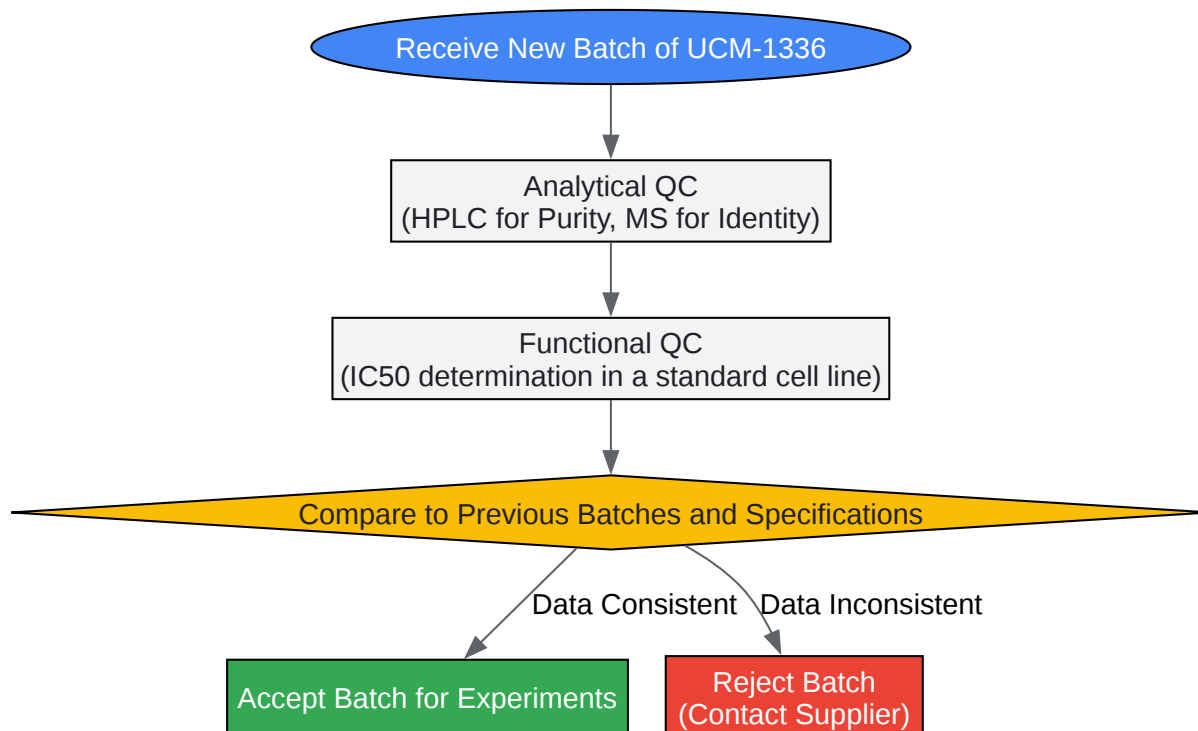 Receive New Batch of UCM-1336
Analytical QC
(HPLC for Purity, MS for Identity)
Functional QC
(IC50 determination in a standard cell line)
Compare to Previous Batches and Specifications
Data Consistent
Data Inconsistent
Accept Batch for Experiments
Reject Batch
(Contact Supplier)